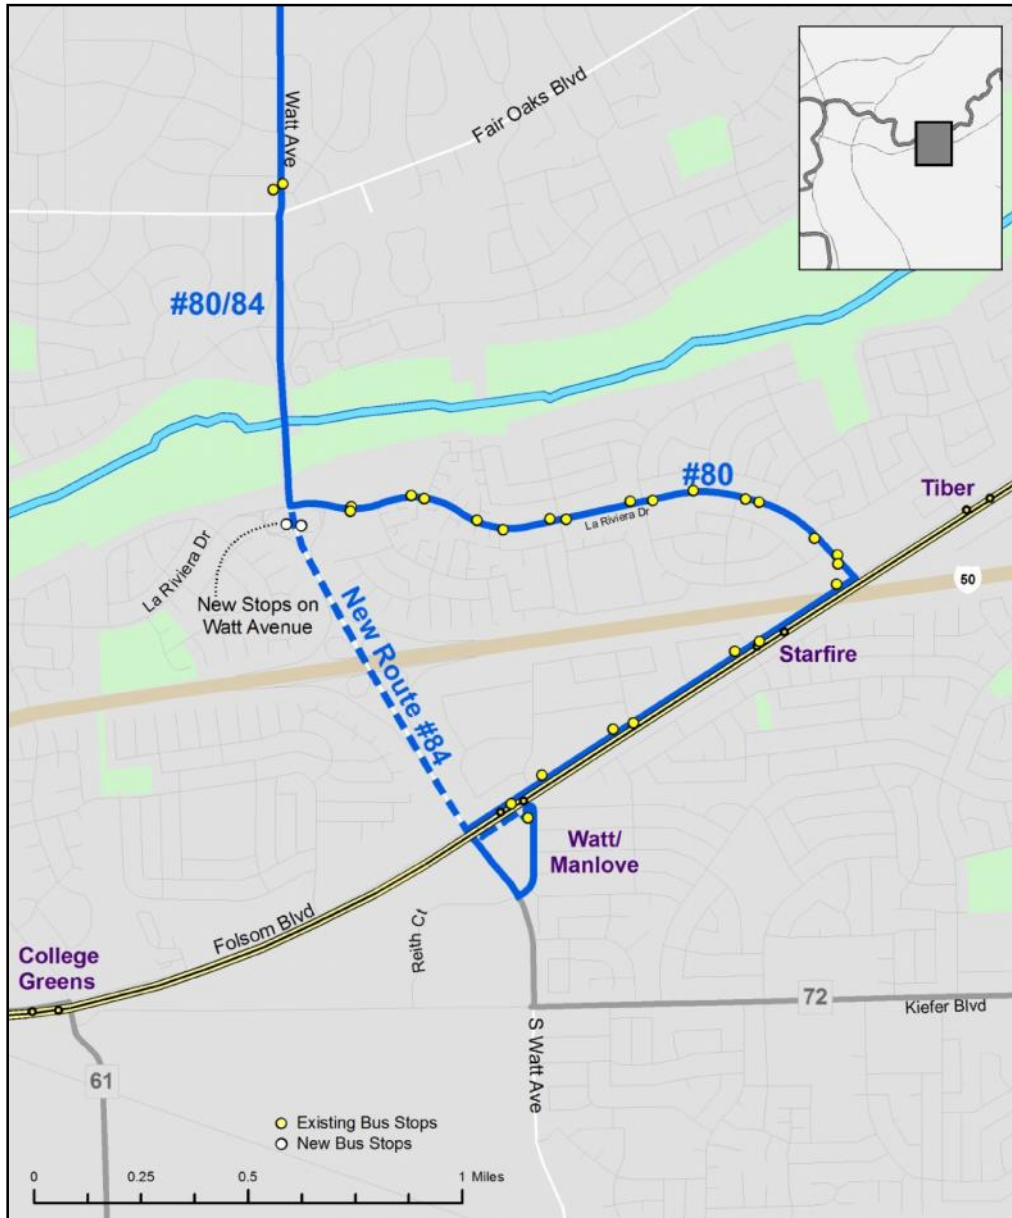 Watt Ave
Fair Oaks Blvd
#80/84
#80
Tiber
La Riviera Dr
La Riviera Dr
50
New Stops on
Watt Avenue
New Route #84
Starfire
Watt/
Manlove
Folsom Blvd
Reith Ct
College
Greens
72
Kiefer Blvd
S Watt Ave
61
Existing Bus Stops
New Bus Stops
0 0.25 0.5 1 Miles